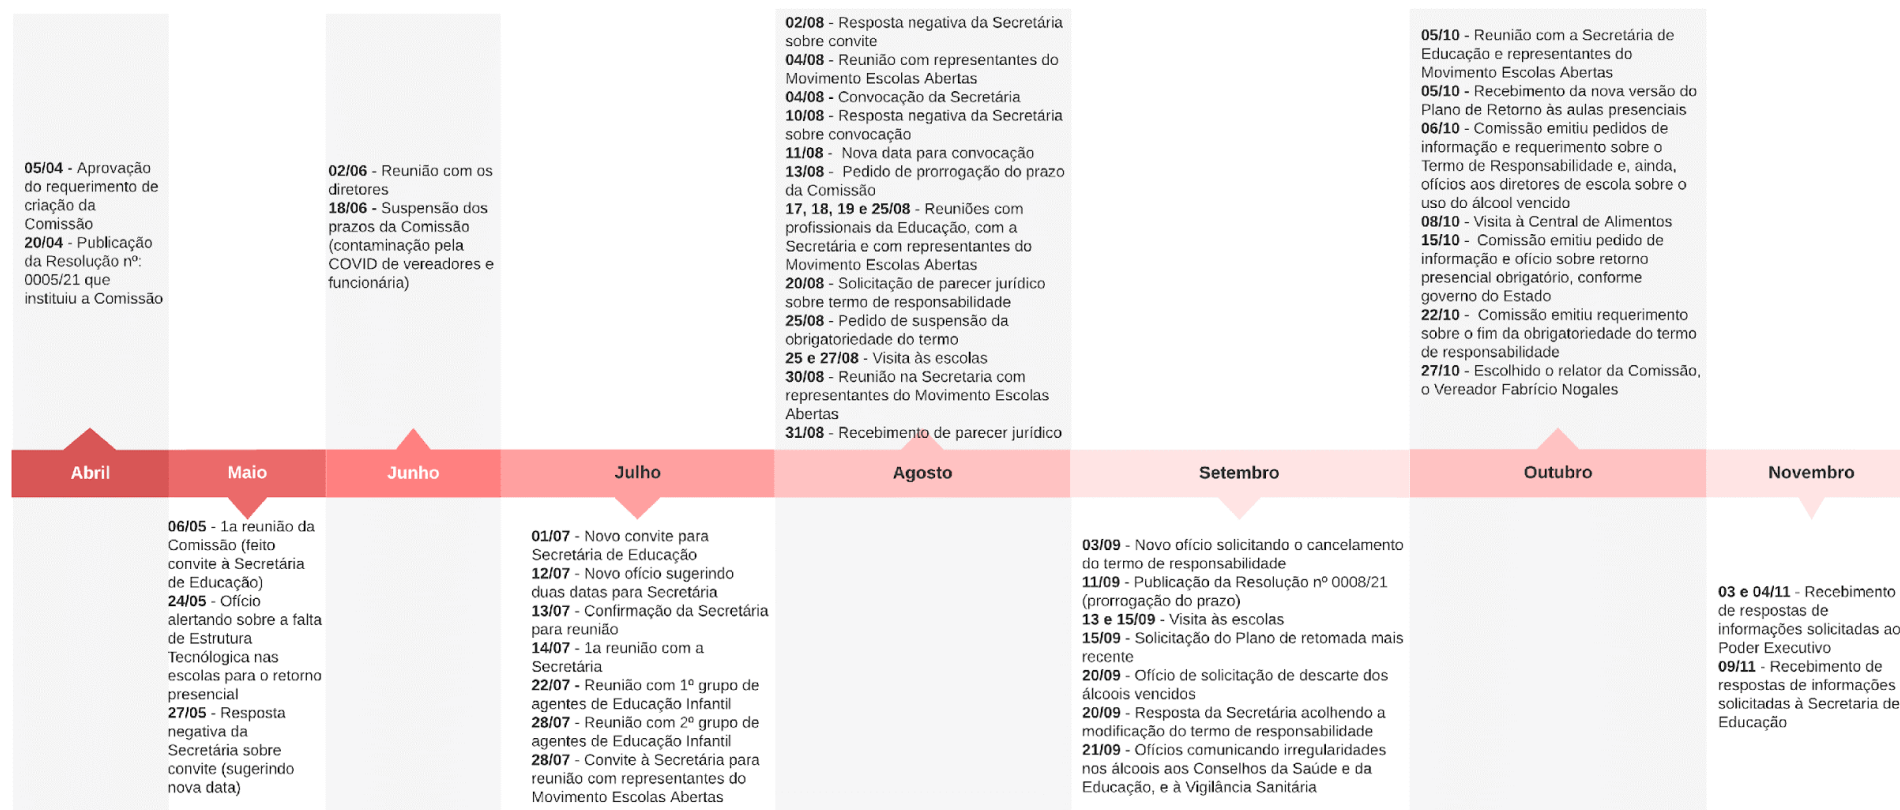 05/04 - Aprovação
do requerimento de
criação da
Comissão
20/04 - Publicação
da Resolução nº:
0005/21 que
instituiu a Comissão
Abril
Maio
06/05 - 1a reunião da
Comissão (feito
convite à Secretária
de Educação)
24/05 - Ofício
alertando sobre a falta
de Estrutura
Tecnólogica nas
escolas para o retorno
presencial
27/05 - Resposta
negativa da
Secretária sobre
convite (sugerindo
nova data)
02/06 - Reunião com os
diretores
18/06 - Suspensão dos
prazos da Comissão
(contaminação pela
COVID de vereadores e
funcionária)
Junho
Julho
01/07 - Novo convite para
Secretária de Educação
12/07 - Novo ofício sugerindo
duas datas para Secretária
13/07 - Confirmação da Secretária
para reunião
14/07 - 1a reunião com a
Secretária
22/07 - Reunião com 1º grupo de
agentes de Educação Infantil
28/07 - Reunião com 2º grupo de
agentes de Educação Infantil
28/07 - Convite à Secretária para
reunião com representantes do
Movimento Escolas Abertas
02/08 - Resposta negativa da Secretária
sobre convite
04/08 - Reunião com representantes do
Movimento Escolas Abertas
04/08 - Convocação da Secretária
10/08 - Resposta negativa da Secretária
sobre convocação
11/08 - Nova data para convocação
13/08 - Pedido de prorrogação do prazo
da Comissão
17, 18, 19 e 25/08 - Reuniões com
profissionais da Educação, com a
Secretária e com representantes do
Movimento Escolas Abertas
20/08 - Solicitação de parecer jurídico
sobre termo de responsabilidade
25/08 - Pedido de suspensão da
obrigatoriedade do termo
25 e 27/08 - Visita às escolas
30/08 - Reunião na Secretaria com
representantes do Movimento Escolas
Abertas
31/08 - Recebimento de parecer jurídico
Agosto
Setembro
03/09 - Novo ofício solicitando o cancelamento
do termo de responsabilidade
11/09 - Publicação da Resolução nº 0008/21
(prorrogação do prazo)
13 e 15/09 - Visita às escolas
15/09 - Solicitação do Plano de retomada mais
recente
20/09 - Ofício de solicitação de descarte dos
álcoois vencidos
20/09 - Resposta da Secretária acolhendo a
modificação do termo de responsabilidade
21/09 - Ofícios comunicando irregularidades
nos álcoois aos Conselhos da Saúde e da
Educação, e à Vigilância Sanitária
05/10 - Reunião com a Secretária de
Educação e representantes do
Movimento Escolas Abertas
05/10 - Recebimento da nova versão do
Plano de Retorno às aulas presenciais
06/10 - Comissão emitiu pedidos de
informação e requerimento sobre o
Termo de Responsabilidade e, ainda,
ofícios aos diretores de escola sobre o
uso do álcool vencido
08/10 - Visita à Central de Alimentos
15/10 - Comissão emitiu pedido de
informação e ofício sobre retorno
presencial obrigatório, conforme
governo do Estado
22/10 - Comissão emitiu requerimento
sobre o fim da obrigatoriedade do termo
de responsabilidade
27/10 - Escolhido o relator da Comissão,
o Vereador Fabrício Nogales
Outubro
Novembro
03 e 04/11 - Recebimento
de respostas de
informações solicitadas ao
Poder Executivo
09/11 - Recebimento de
respostas de informações
solicitadas à Secretaria de
Educação